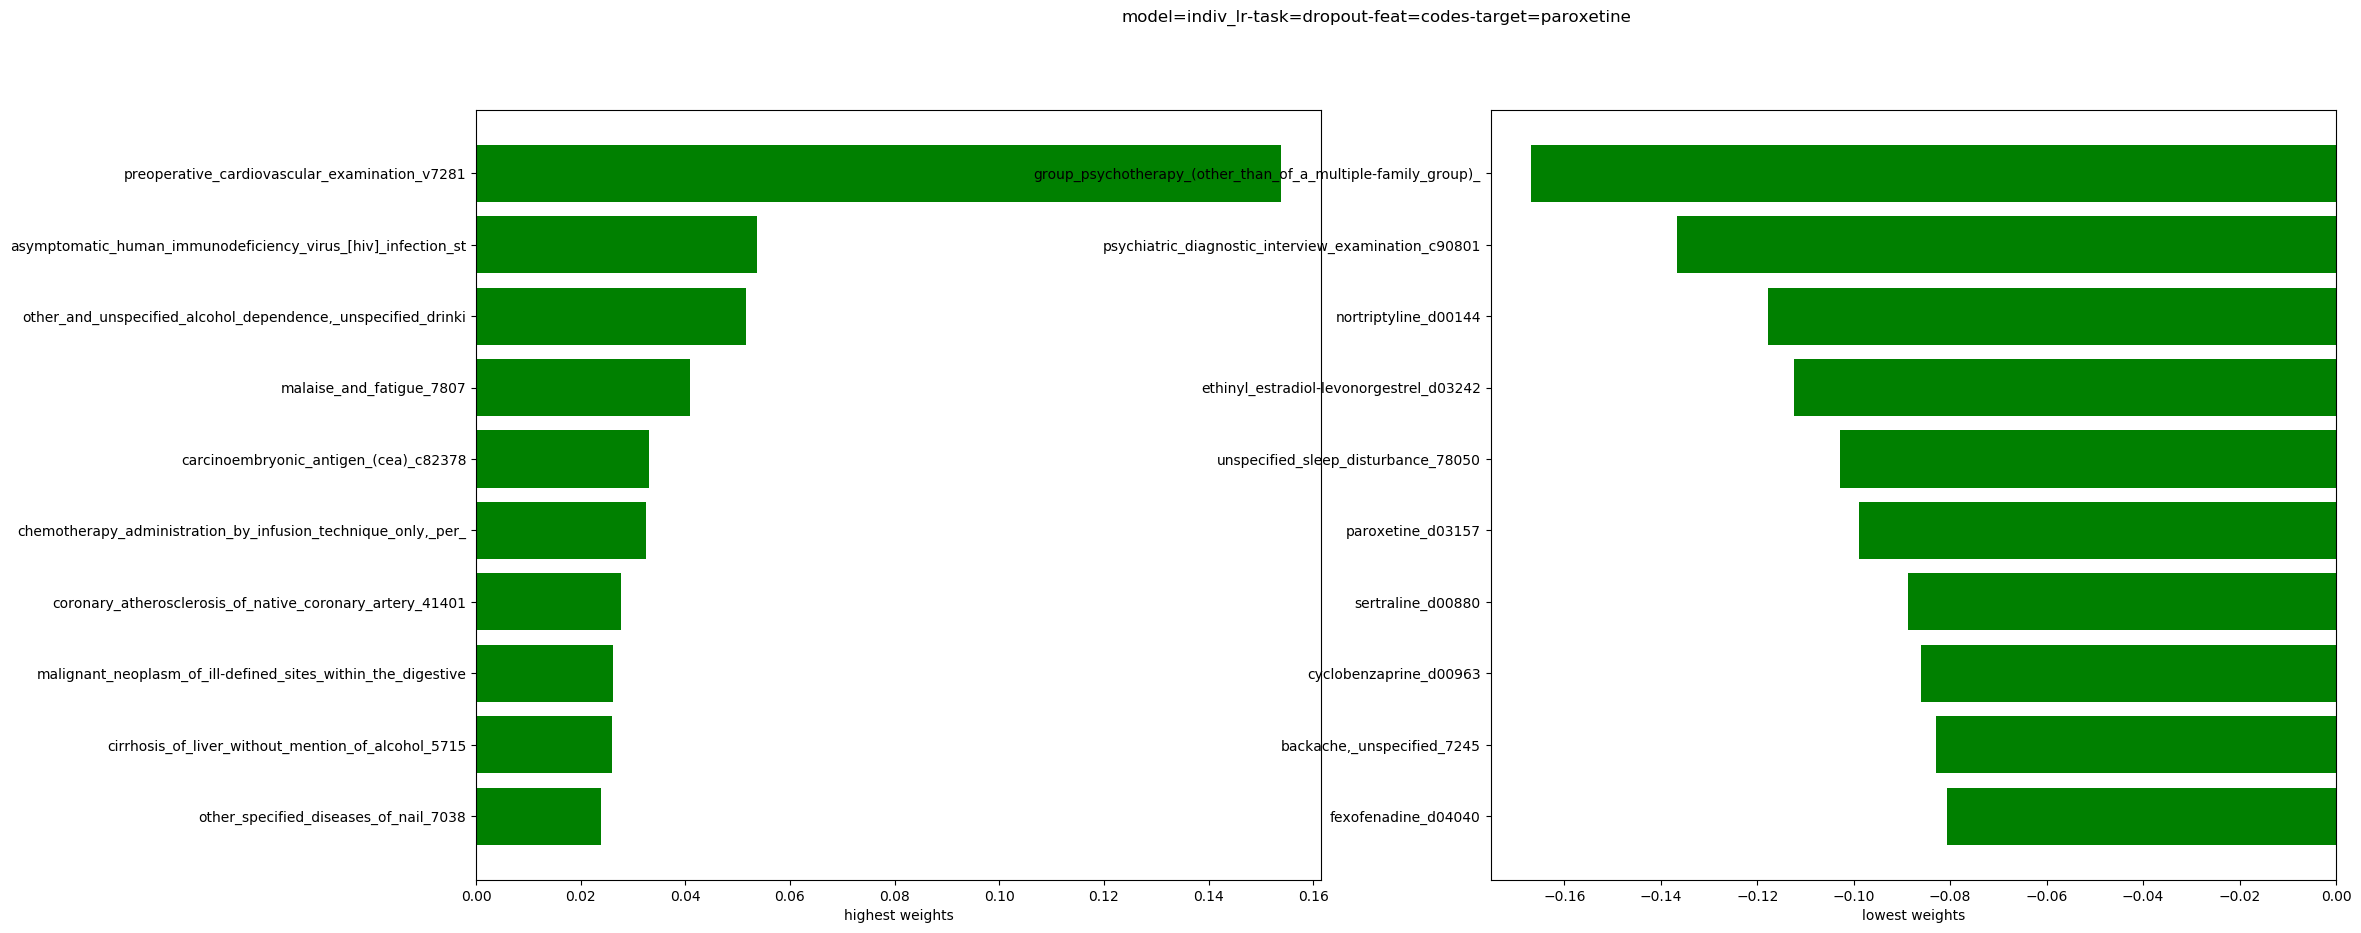 model=indiv_lr-task=dropout-feat=codes-target=paroxetine
preoperative_cardiovascular_examination_v7281
asymptomatic_human_immunodeficiency_virus_[hiv]_infection_st
other_and_unspecified_alcohol_dependence,_unspecified_drinki
malaise_and_fatigue_7807
carcinoembryonic_antigen_(cea)_c82378
chemotherapy_administration_by_infusion_technique_only,_per_
coronary_atherosclerosis_of_native_coronary_artery_41401
malignant_neoplasm_of_ill-defined_sites_within_the_digestive
cirrhosis_of_liver_without_mention_of_alcohol_5715
other_specified_diseases_of_nail_7038
0.00 0.02 0.04 0.06 0.08 0.10 0.12 0.14 0.16
highest weights
group_psychotherapy_(other_than_of_a_multiple-family_group)_
psychiatric_diagnostic_interview_examination_c90801
nortriptyline_d00144
ethinyl_estradiol-levonorgestrel_d03242
unspecified_sleep_disturbance_78050
paroxetine_d03157
sertraline_d00880
cyclobenzaprine_d00963
backache,_unspecified_7245
fexofenadine_d04040
−0.16 −0.14 −0.12 −0.10 −0.08 −0.06 −0.04 −0.02 0.00
lowest weights